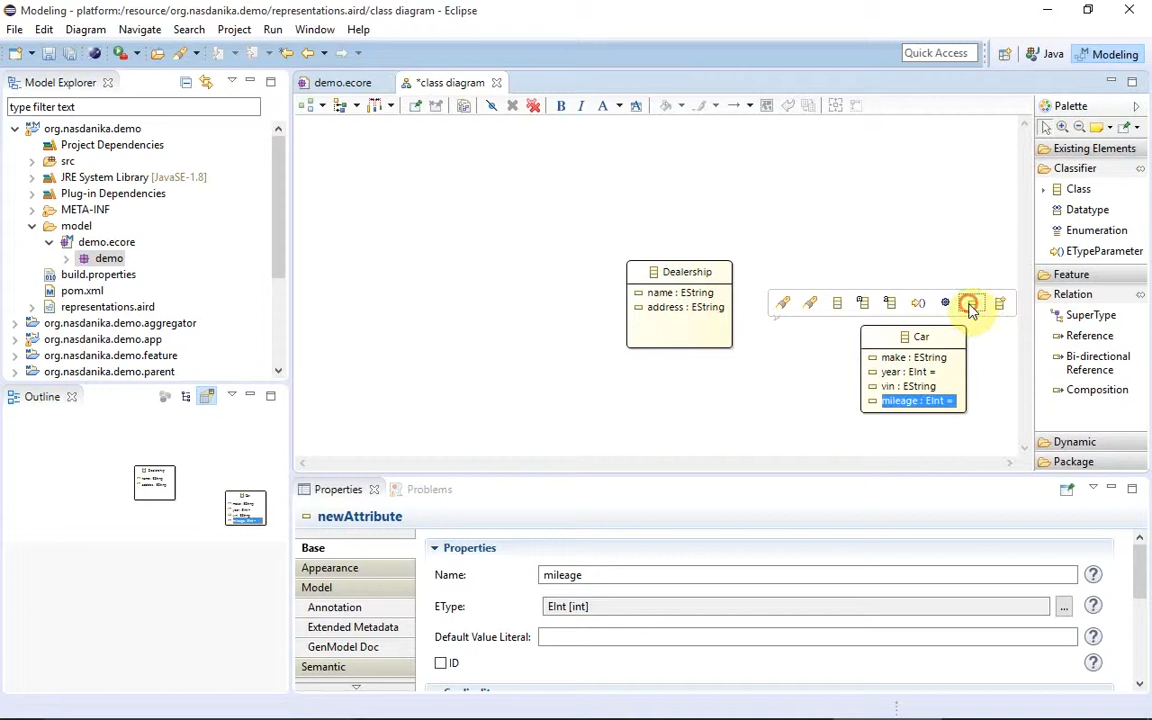 Modeling - platform:/resource/org.nasdanika.demo/representations.aird/class diagram - Eclipse
File Edit Diagram Navigate Search Project Run Window Help
Quick Access
Java
Modeling
Model Explorer
demo.ecore
*class diagram
type filter text
org.nasdanika.demo
Project Dependencies
src
JRE System Library [JavaSE-1.8]
Plug-in Dependencies
META-INF
model
demo.ecore
demo
build.properties
pom.xml
representations.aird
org.nasdanika.demo.aggregator
org.nasdanika.demo.app
org.nasdanika.demo.feature
org.nasdanika.demo.parent
Dealership
name : EString
address : EString
Car
make : EString
year : EInt =
vin : EString
mileage : EInt =
Palette
Existing Elements
Classifier
Class
Datatype
Enumeration
ETypeParameter
Feature
Relation
SuperType
Reference
Bi-directional
Reference
Composition
Dynamic
Package
Outline
Properties
Problems
newAttribute
Base
Appearance
Model
Annotation
Extended Metadata
GenModel Doc
Semantic
Properties
Name:
mileage
EType:
EInt [int]
...
Default Value Literal:
ID